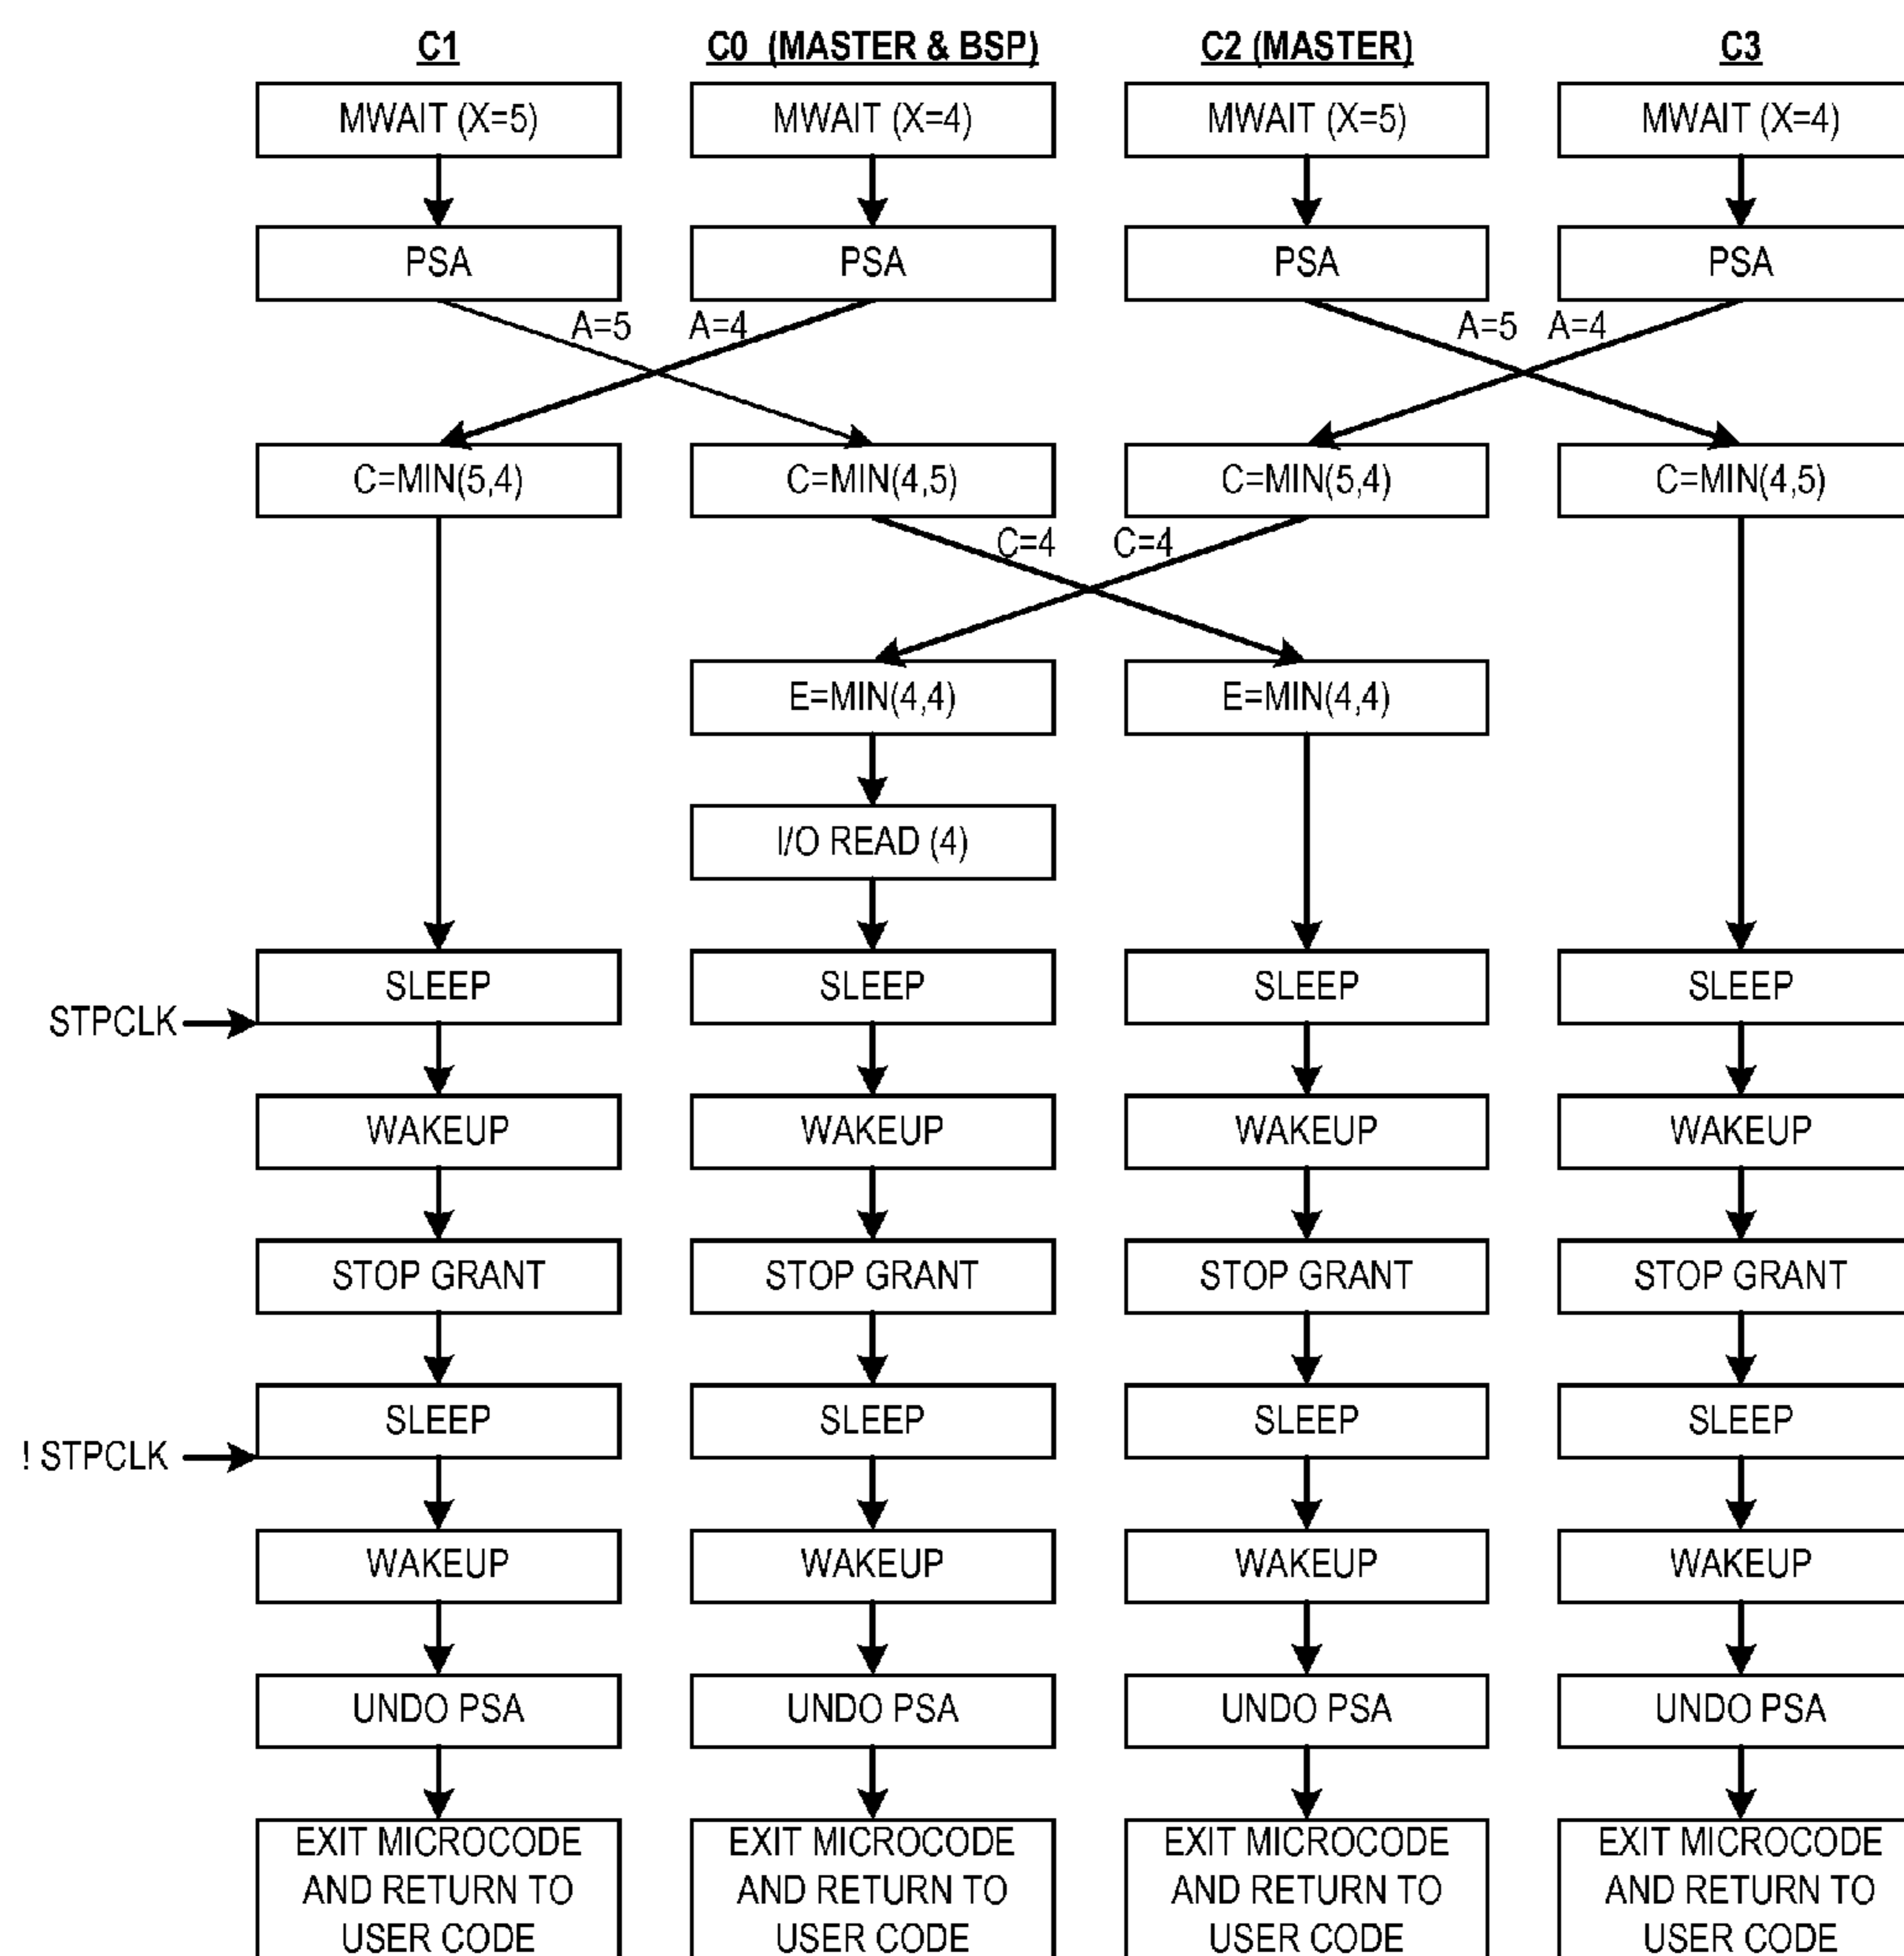 C1
C0 (MASTER & BSP)
C2 (MASTER)
C3
MWAIT (X=5)
MWAIT (X=4)
MWAIT (X=5)
MWAIT (X=4)
PSA
PSA
PSA
PSA
A=5
A=4
A=5
A=4
C=MIN(5,4)
C=MIN(4,5)
C=MIN(5,4)
C=MIN(4,5)
C=4
C=4
E=MIN(4,4)
E=MIN(4,4)
I/O READ (4)
SLEEP
SLEEP
SLEEP
SLEEP
STPCLK
WAKEUP
WAKEUP
WAKEUP
WAKEUP
STOP GRANT
STOP GRANT
STOP GRANT
STOP GRANT
SLEEP
SLEEP
SLEEP
SLEEP
! STPCLK
WAKEUP
WAKEUP
WAKEUP
WAKEUP
UNDO PSA
UNDO PSA
UNDO PSA
UNDO PSA
EXIT MICROCODE
AND RETURN TO
USER CODE
EXIT MICROCODE
AND RETURN TO
USER CODE
EXIT MICROCODE
AND RETURN TO
USER CODE
EXIT MICROCODE
AND RETURN TO
USER CODE